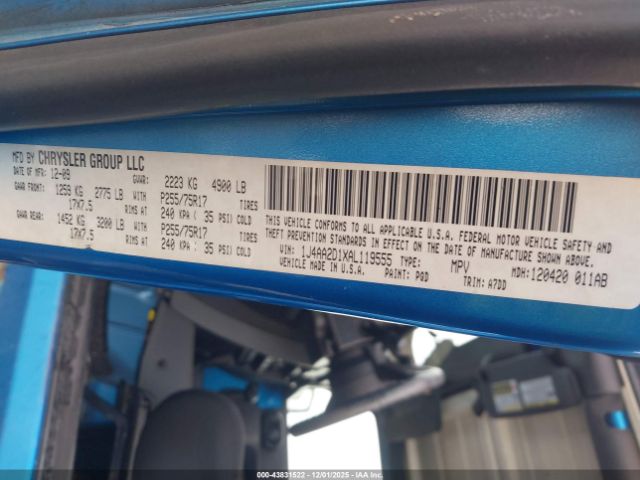 MFD BY CHRYSLER GROUP LLC
DATE OF MFR: 12-09 GVWR: 2223 KG 4900 LB
GAWR FRONT: 1259 KG 2775 LB WITH P255/75R17 TIRES
17X7.5 RIMS AT 240 KPA ( 35 PSI) COLD
GAWR REAR: 1452 KG 3200 LB WITH P255/75R17 TIRES
17X7.5 RIMS AT 240 KPA ( 35 PSI) COLD
THIS VEHICLE CONFORMS TO ALL APPLICABLE U.S.A. FEDERAL MOTOR VEHICLE SAFETY AND
THEFT PREVENTION STANDARDS IN EFFECT ON THE DATE OF MANUFACTURE SHOWN ABOVE.
VIN: 1J4AA2D1XAL119555 TYPE: MPV MDH: 120420 011AB
MADE IN U.S.A. PAINT: PQD TRIM: A7DD
000-43831522 - 12/01/2025 - IAA Inc.